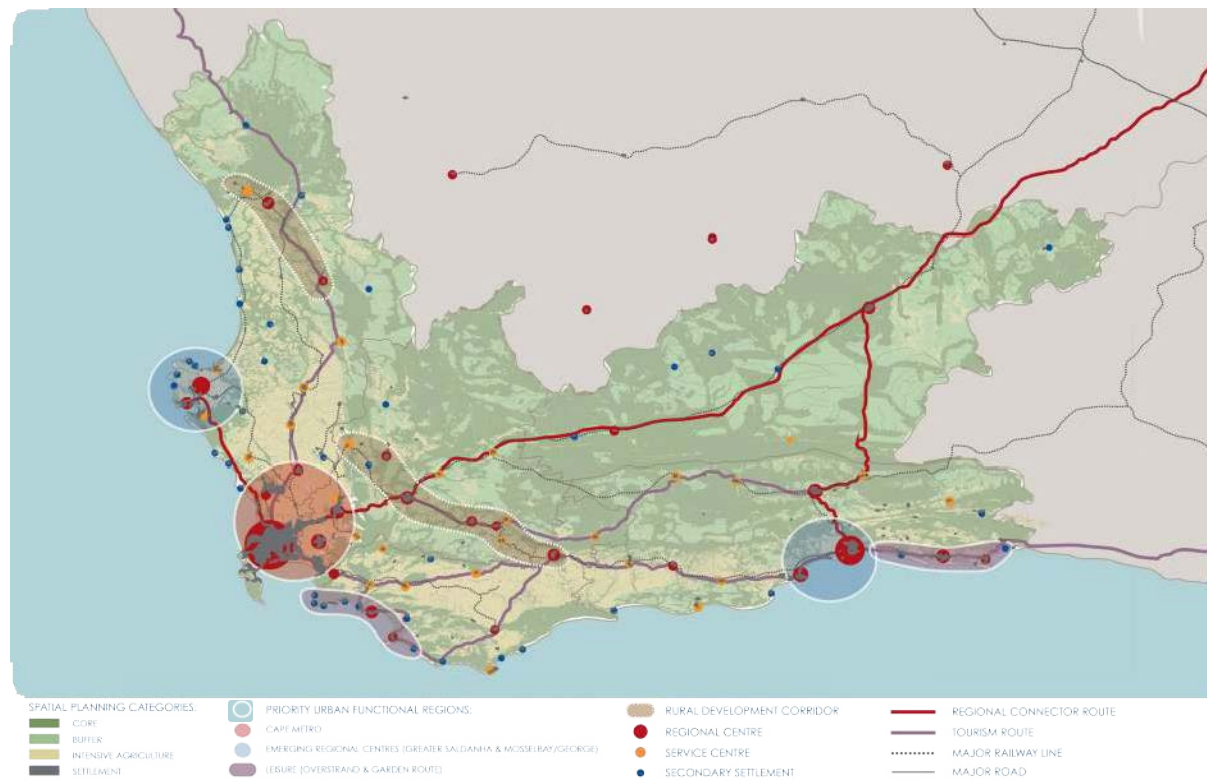 SPATIAL PLANNING CATEGORIES:
CORE
BUFFER
INTENSIVE AGRICULTURE
SETTLEMENT
PRIORITY URBAN FUNCTIONAL REGIONS:
CAPE METRO
EMERGING REGIONAL CENTRES (GREATER SALDANHA & MOSSELBAY/GEORGE)
LEISURE (OVERSTRAND & GARDEN ROUTE)
RURAL DEVELOPMENT CORRIDOR
REGIONAL CENTRE
SERVICE CENTRE
SECONDARY SETTLEMENT
REGIONAL CONNECTOR ROUTE
TOURISM ROUTE
MAJOR RAILWAY LINE
MAJOR ROAD